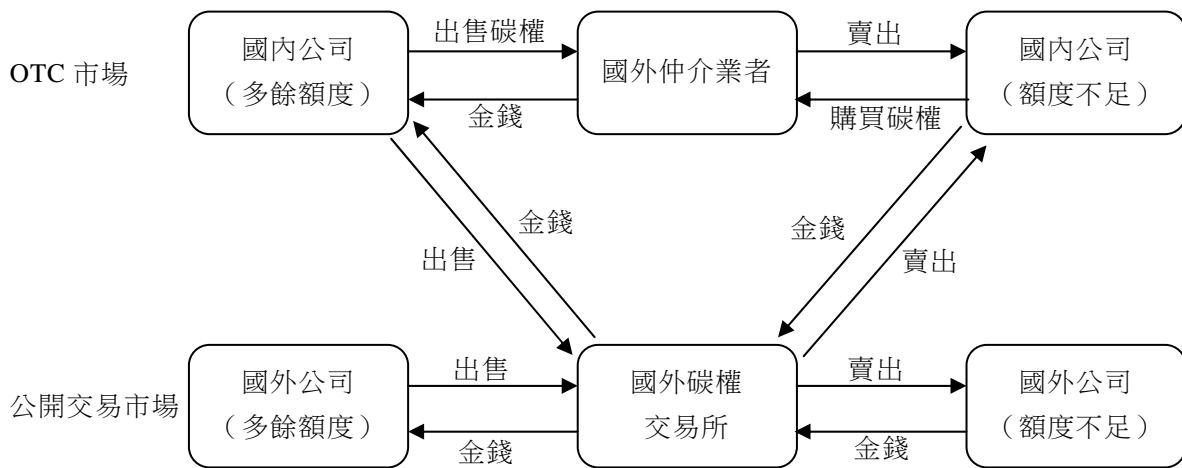 OTC 市場
國內公司
（多餘額度）
出售碳權
金錢
國外仲介業者
賣出
購買碳權
國內公司
（額度不足）
金錢
出售
金錢
賣出
公開交易市場
國外公司
（多餘額度）
出售
金錢
國外碳權
交易所
賣出
金錢
國外公司
（額度不足）